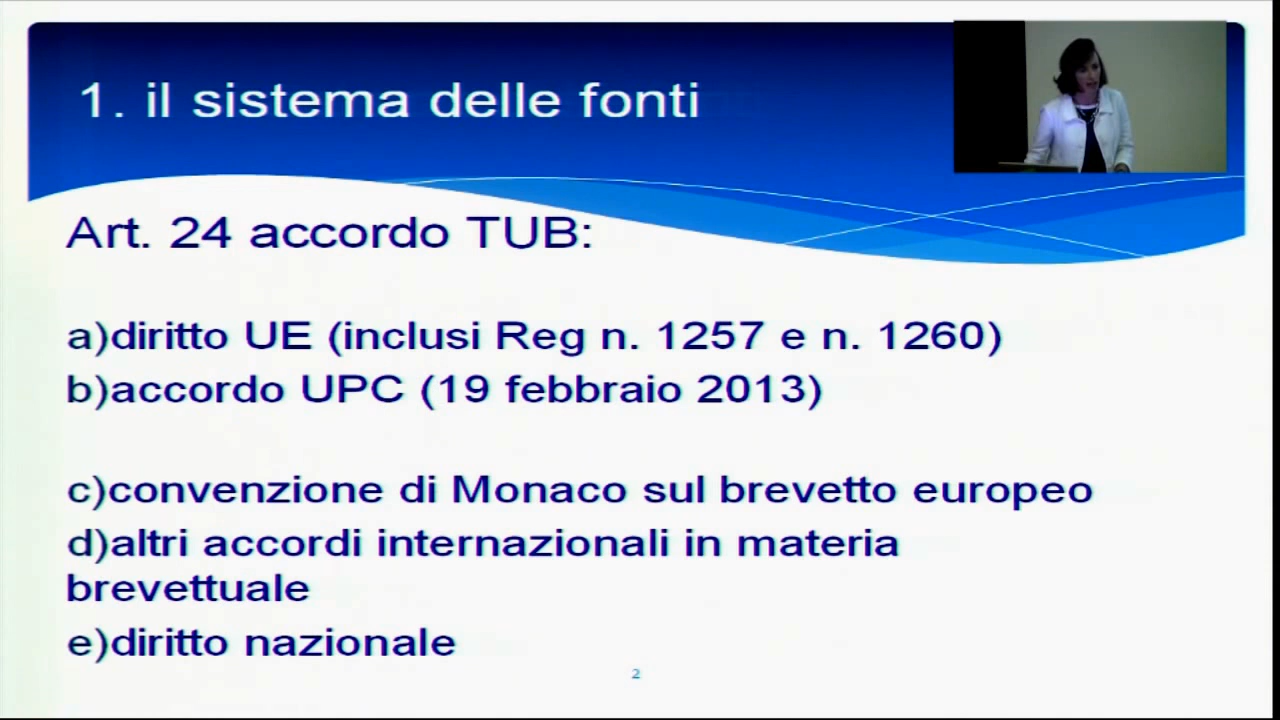 1. il sistema delle fonti
Art. 24 accordo TUB:
a)diritto UE (inclusi Reg n. 1257 e n. 1260)
b)accordo UPC (19 febbraio 2013)
c)convenzione di Monaco sul brevetto europeo
d)altri accordi internazionali in materia
brevettuale
e)diritto nazionale
2